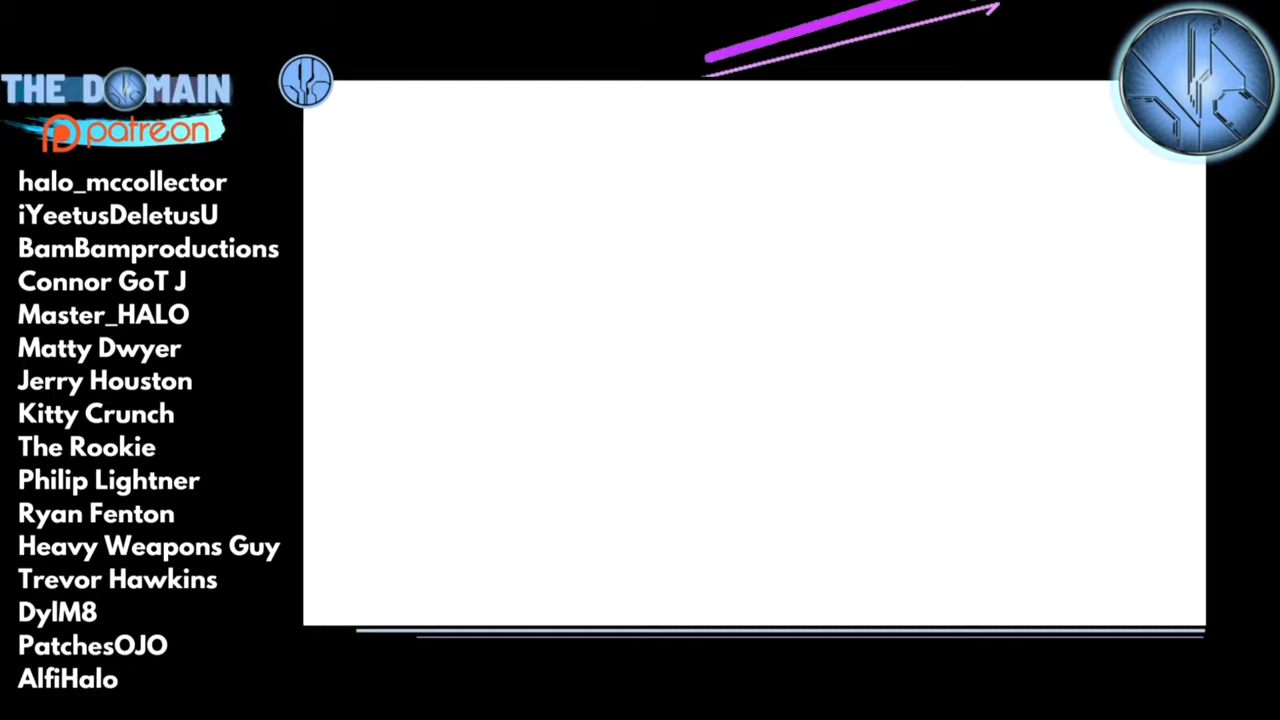 THE DOMAIN
patreon
halo_mccollector
iYeetusDeletusU
BamBamproductions
Connor GoT J
Master_HALO
Matty Dwyer
Jerry Houston
Kitty Crunch
The Rookie
Philip Lightner
Ryan Fenton
Heavy Weapons Guy
Trevor Hawkins
DylM8
PatchesOJO
AlfiHalo